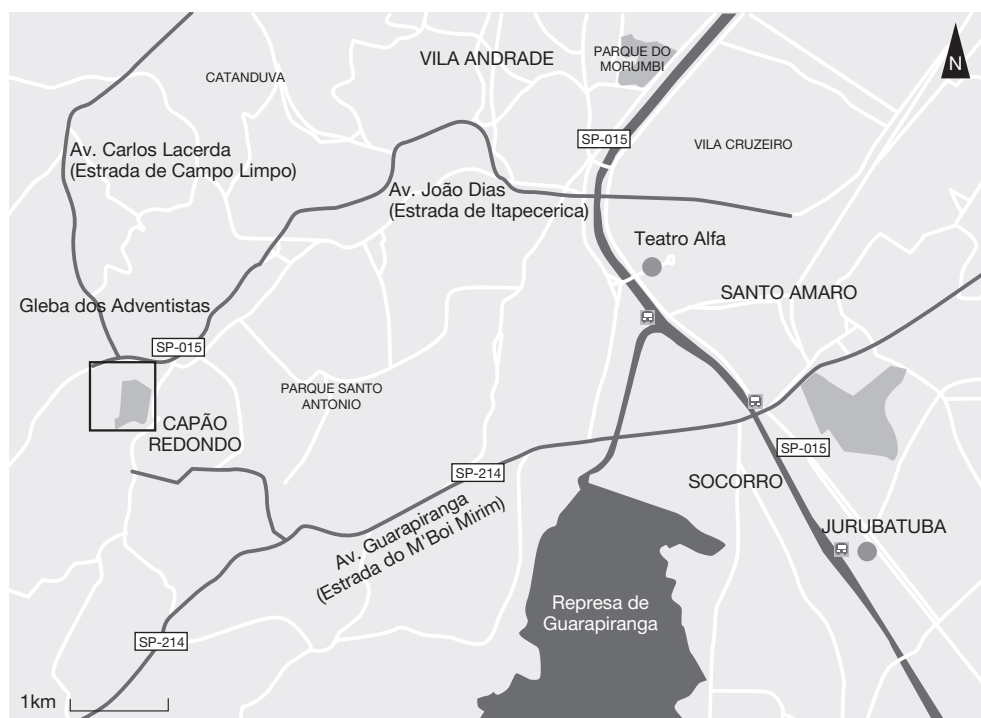 VILA ANDRADE
PARQUE DO
MORUMBI
N
CATANDUVA
SP-015
VILA CRUZEIRO
Av. Carlos Lacerda
(Estrada de Campo Limpo)
Av. João Dias
(Estrada de Itapecerica)
Teatro Alfa
SANTO AMARO
Gleba dos Adventistas
SP-015
PARQUE SANTO
ANTONIO
CAPÃO
REDONDO
SP-015
SP-214
SOCORRO
Av. Guarapiranga
(Estrada do M'Boi Mirim)
JURUBATUBA
Represa de
Guarapiranga
SP-214
1km